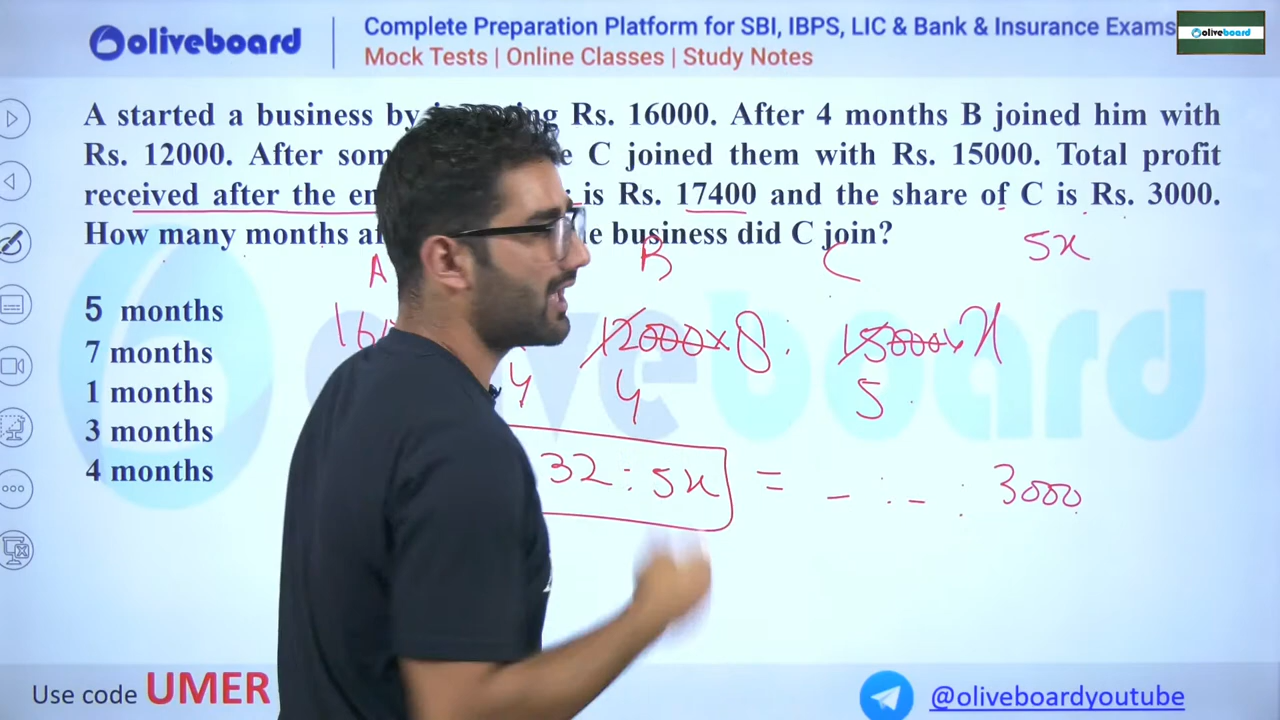 oliveboard
Complete Preparation Platform for SBI, IBPS, LIC & Bank & Insurance Exams
Mock Tests | Online Classes | Study Notes
oliveboard
A started a business by Rs. 16000. After 4 months B joined him with
Rs. 12000. After C joined them with Rs. 15000. Total profit
received after the is Rs. 17400 and the share of C is Rs. 3000.
How many months business did C join?
5x
A B C
12000 x 8 : 15000 x x
4 4 5
5 months
7 months
1 months
3 months
4 months
32 : 5x = - : - : 3000
Use code UMER
@oliveboardyoutube